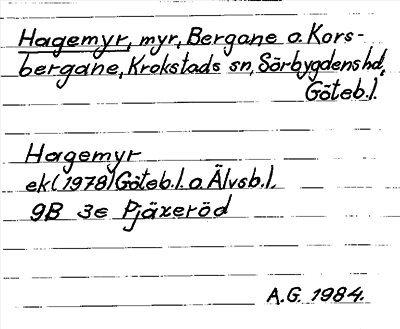 Hagemyr, myr, Bergane o. Kors-
bergane, Krokstads sn, Sörbygdens hd,
Göteb.l.
Hagemyr
ek (1978) Göteb.l. o Älvsb.l.
9B 3e Pjäxeröd
A.G. 1984.